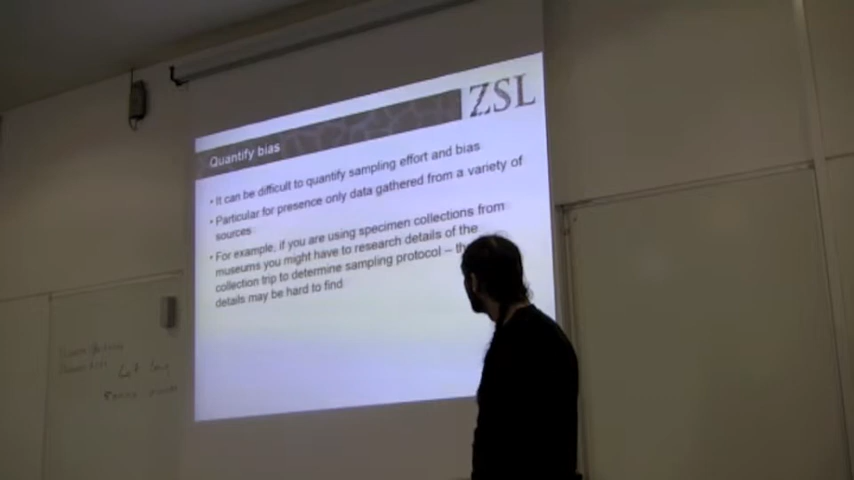 ZSL
Quantify bias
• It can be difficult to quantify sampling effort and bias
• Particular for presence only data gathered from a variety of
sources
• For example, if you are using specimen collections from
museums you might have to research details of the
collection trip to determine sampling protocol –
details may be hard to find